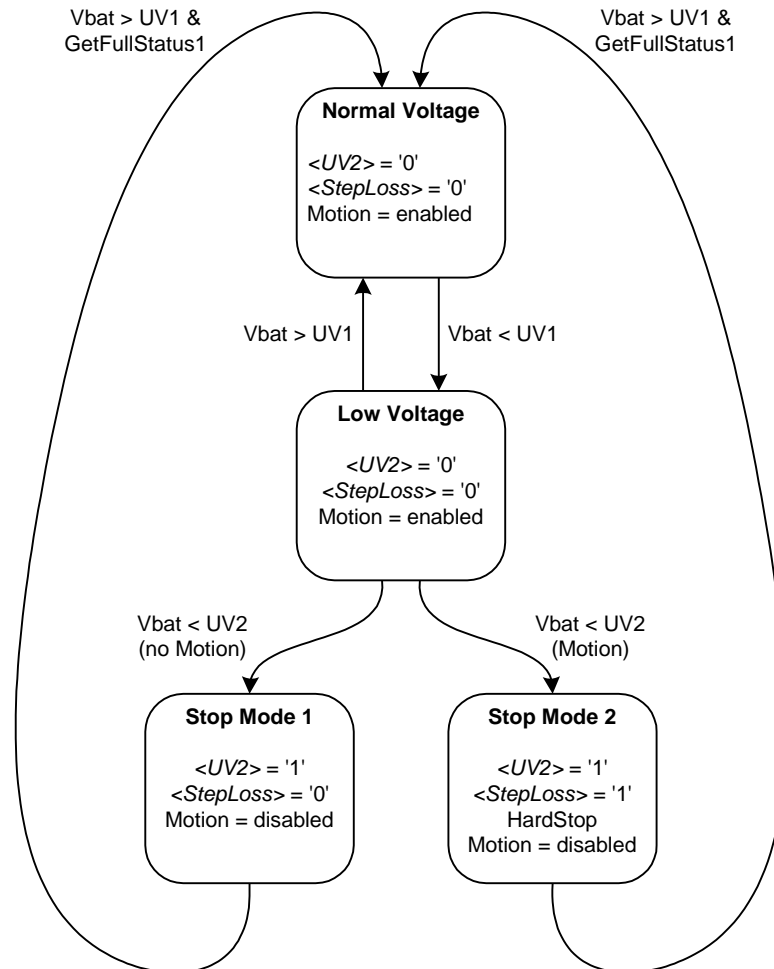 Vbat > UV1 &
GetFullStatus1
Vbat > UV1 &
GetFullStatus1
Normal Voltage
<UV2> = '0'
<StepLoss> = '0'
Motion = enabled
Vbat > UV1
Vbat < UV1
Low Voltage
<UV2> = '0'
<StepLoss> = '0'
Motion = enabled
Vbat < UV2
(no Motion)
Vbat < UV2
(Motion)
Stop Mode 1
<UV2> = '1'
<StepLoss> = '0'
Motion = disabled
Stop Mode 2
<UV2> = '1'
<StepLoss> = '1'
HardStop
Motion = disabled